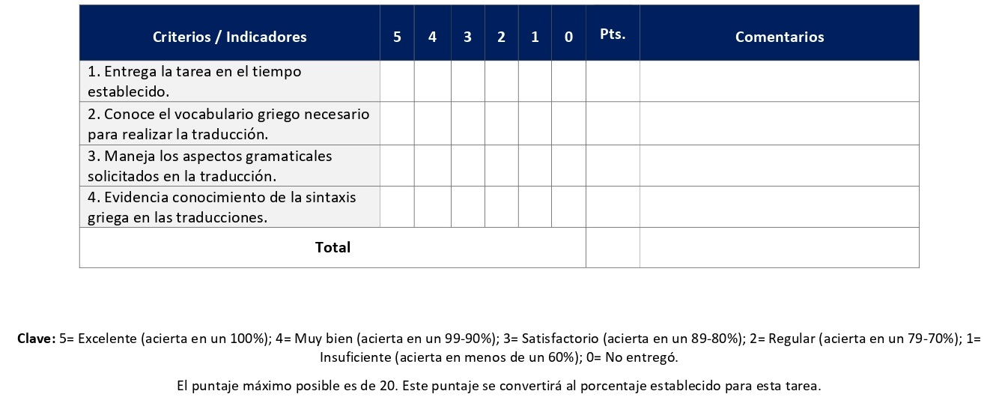 Criterios / Indicadores 5 4 3 2 1 0 Pts. Comentarios
1. Entrega la tarea en el tiempo
establecido.
2. Conoce el vocabulario griego necesario
para realizar la traducción.
3. Maneja los aspectos gramaticales
solicitados en la traducción.
4. Evidencia conocimiento de la sintaxis
griega en las traducciones.
Total
Clave: 5= Excelente (acierta en un 100%); 4= Muy bien (acierta en un 99-90%); 3= Satisfactorio (acierta en un 89-80%); 2= Regular (acierta en un 79-70%); 1=
Insuficiente (acierta en menos de un 60%); 0= No entregó.
El puntaje máximo posible es de 20. Este puntaje se convertirá al porcentaje establecido para esta tarea.